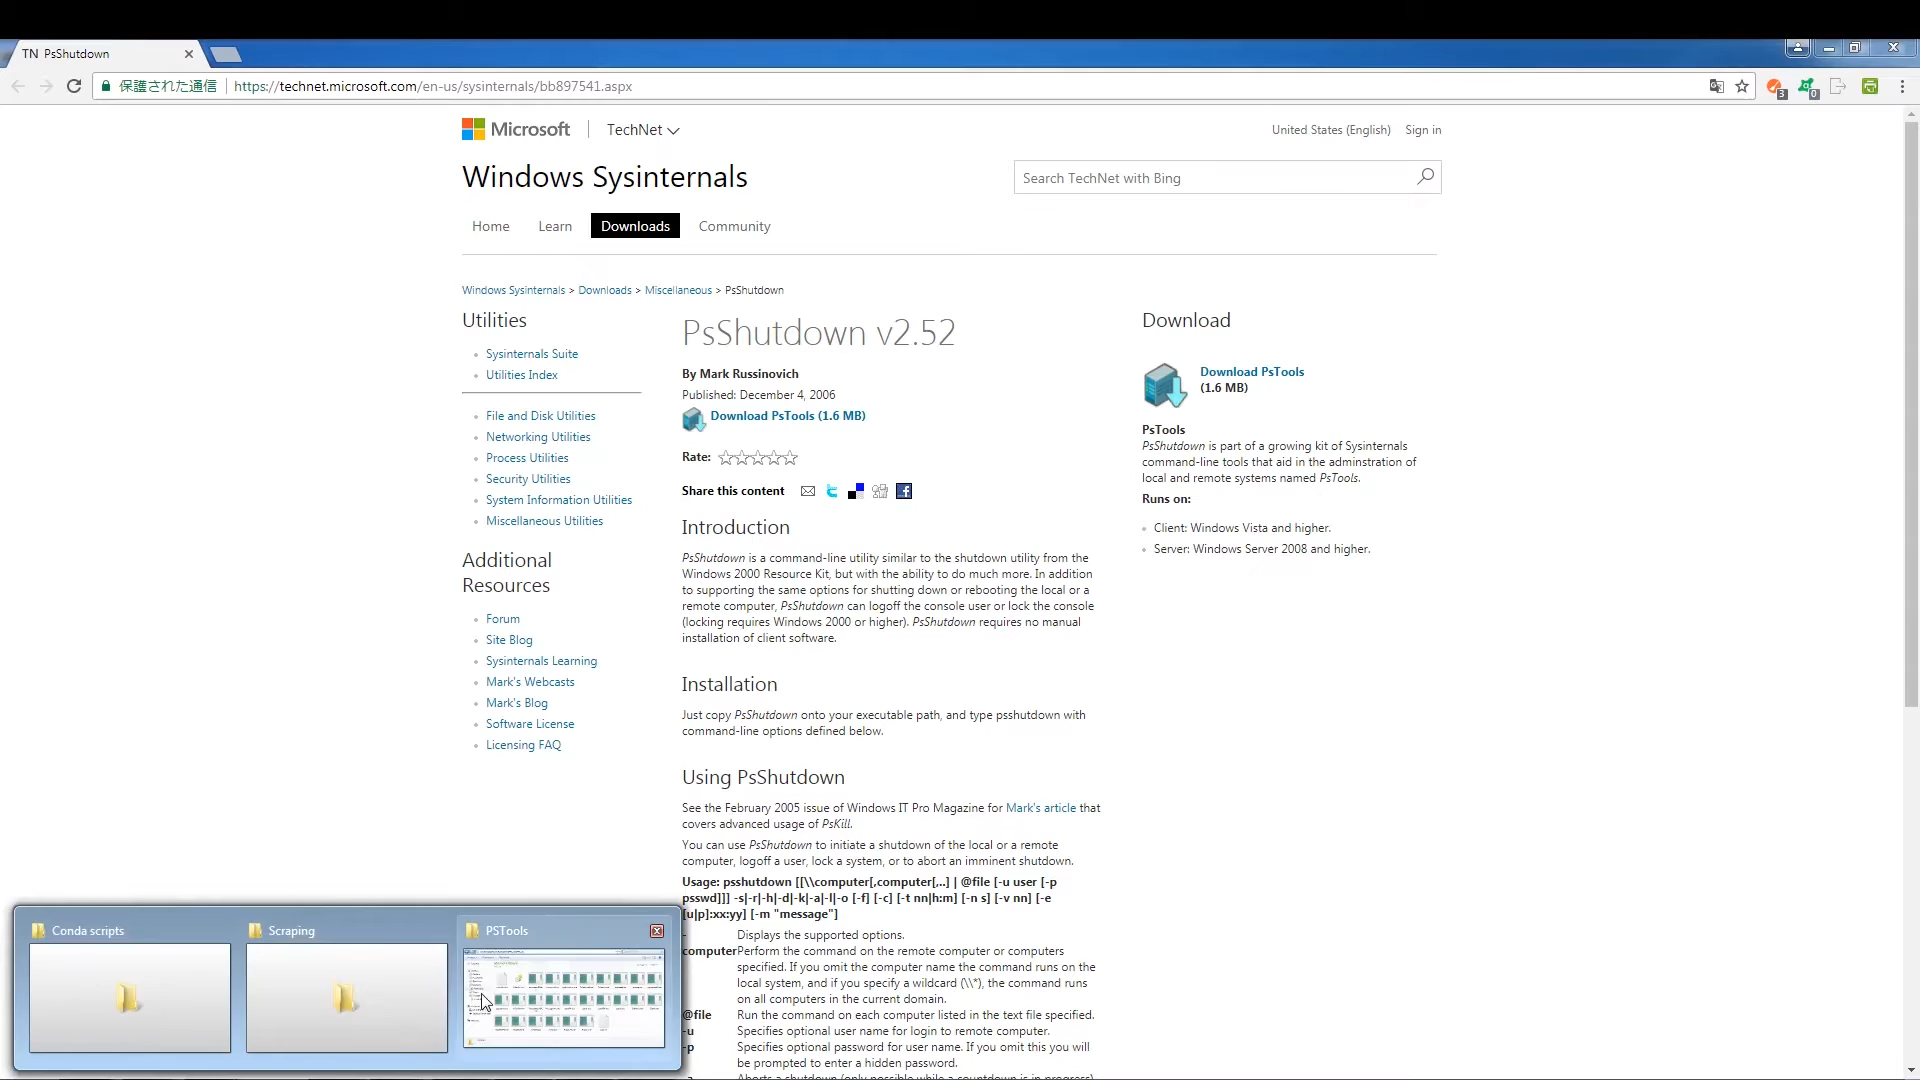 TN PsShutdown
保護された通信 https://technet.microsoft.com/en-us/sysinternals/bb897541.aspx
3
0
Microsoft TechNet
United States (English) Sign in
Windows Sysinternals
Search TechNet with Bing
Home Learn Downloads Community
Windows Sysinternals > Downloads > Miscellaneous > PsShutdown
Utilities
Sysinternals Suite
Utilities Index
File and Disk Utilities
Networking Utilities
Process Utilities
Security Utilities
System Information Utilities
Miscellaneous Utilities
Additional
Resources
Forum
Site Blog
Sysinternals Learning
Mark's Webcasts
Mark's Blog
Software License
Licensing FAQ
PsShutdown v2.52
By Mark Russinovich
Published: December 4, 2006
Download PsTools (1.6 MB)
Rate:
Share this content
Introduction
PsShutdown is a command-line utility similar to the shutdown utility from the
Windows 2000 Resource Kit, but with the ability to do much more. In addition
to supporting the same options for shutting down or rebooting the local or a
remote computer, PsShutdown can logoff the console user or lock the console
(locking requires Windows 2000 or higher). PsShutdown requires no manual
installation of client software.
Installation
Just copy PsShutdown onto your executable path, and type psshutdown with
command-line options defined below.
Using PsShutdown
See the February 2005 issue of Windows IT Pro Magazine for Mark's article that
covers advanced usage of PsKill.
You can use PsShutdown to initiate a shutdown of the local or a remote
computer, logoff a user, lock a system, or to abort an imminent shutdown.
Usage: psshutdown [[\\computer[,computer[,..] | @file [-u user [-p
psswd]]] -s|-r|-h|-d|-k|-a|-l|-o [-f] [-c] [-t nn|h:m] [-n s] [-v nn] [-e
[u|p]:xx:yy] [-m "message"]
- Displays the supported options.
computer Perform the command on the remote computer or computers
specified. If you omit the computer name the command runs on the
local system, and if you specify a wildcard (\\*), the command runs
on all computers in the current domain.
@file Run the command on each computer listed in the text file specified.
-u Specifies optional user name for login to remote computer.
-p Specifies optional password for user name. If you omit this you will
be prompted to enter a hidden password.
-a Aborts a shutdown (only possible while a countdown is in progress)
Download
Download PsTools
(1.6 MB)
PsTools
PsShutdown is part of a growing kit of Sysinternals
command-line tools that aid in the adminstration of
local and remote systems named PsTools.
Runs on:
Client: Windows Vista and higher.
Server: Windows Server 2008 and higher.
Conda scripts
Scraping
PSTools